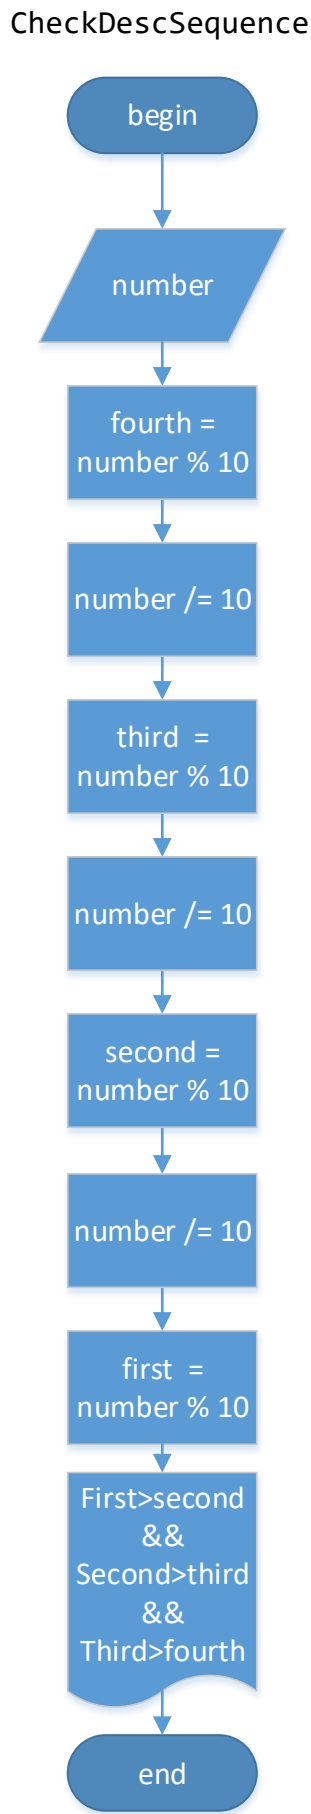 CheckDescSequence
begin
number
fourth =
number % 10
number /= 10
third  =
number % 10
number /= 10
second =
number % 10
number /= 10
first  =
number % 10
First>second
&&
Second>third
&&
Third>fourth
end